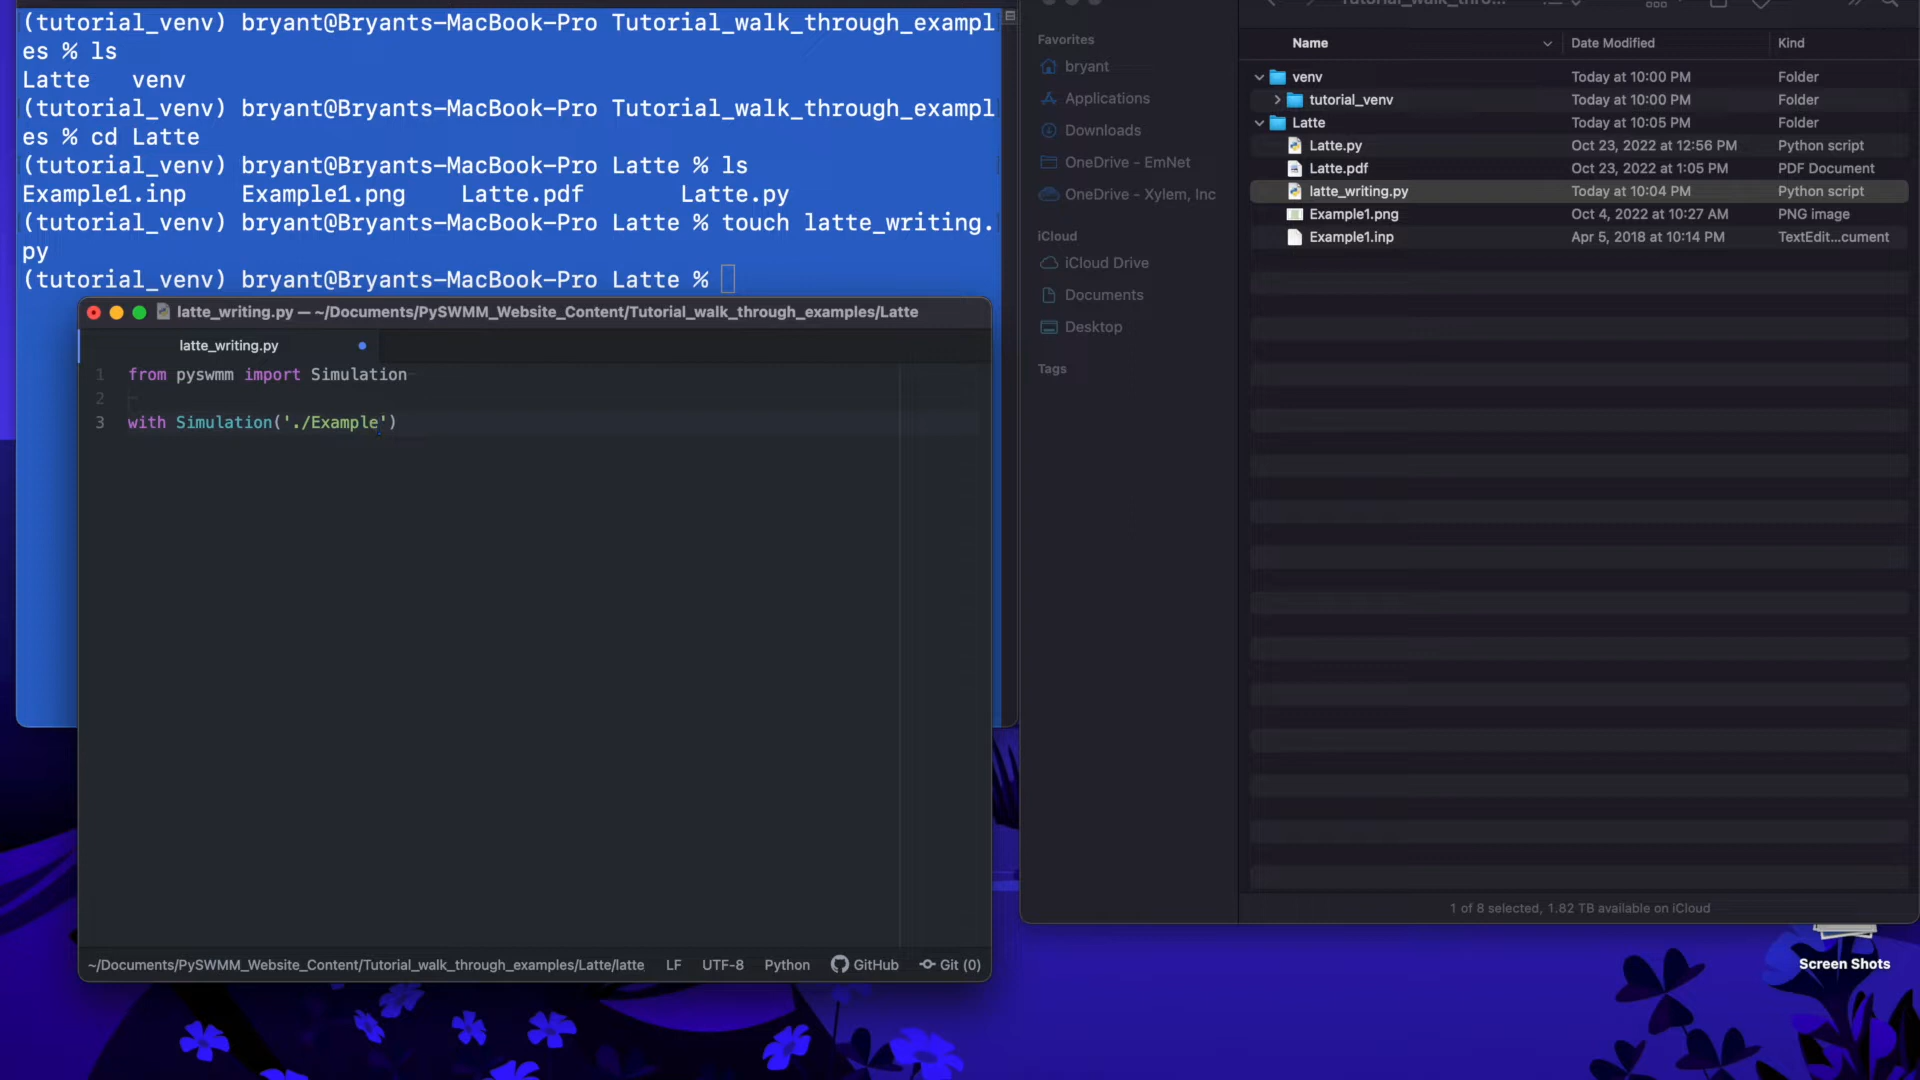 (tutorial_venv) bryant@Bryants-MacBook-Pro Tutorial_walk_through_exampl
es % ls
Latte   venv
(tutorial_venv) bryant@Bryants-MacBook-Pro Tutorial_walk_through_exampl
es % cd Latte
(tutorial_venv) bryant@Bryants-MacBook-Pro Latte % ls
Example1.inp    Example1.png    Latte.pdf       Latte.py
(tutorial_venv) bryant@Bryants-MacBook-Pro Latte % touch latte_writing.
py
(tutorial_venv) bryant@Bryants-MacBook-Pro Latte %
latte_writing.py — ~/Documents/PySWMM_Website_Content/Tutorial_walk_through_examples/Latte
latte_writing.py
1 from pyswmm import Simulation
2
3 with Simulation('./Example')
~/Documents/PySWMM_Website_Content/Tutorial_walk_through_examples/Latte/latte LF UTF-8 Python GitHub Git (0)
Favorites
bryant
Applications
Downloads
OneDrive - EmNet
OneDrive - Xylem, Inc
iCloud
iCloud Drive
Documents
Desktop
Tags
Name Date Modified Kind
venv Today at 10:00 PM Folder
tutorial_venv Today at 10:00 PM Folder
Latte Today at 10:05 PM Folder
Latte.py Oct 23, 2022 at 12:56 PM Python script
Latte.pdf Oct 23, 2022 at 1:05 PM PDF Document
latte_writing.py Today at 10:04 PM Python script
Example1.png Oct 4, 2022 at 10:27 AM PNG image
Example1.inp Apr 5, 2018 at 10:14 PM TextEdit...cument
1 of 8 selected, 1.82 TB available on iCloud
Screen Shots